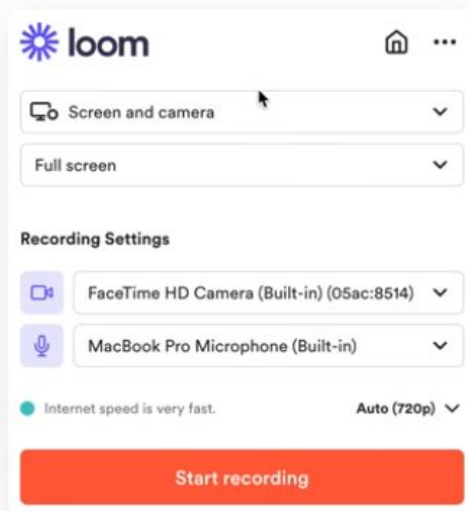 loom
Screen and camera
Full screen
Recording Settings
FaceTime HD Camera (Built-in) (05ac:8514)
MacBook Pro Microphone (Built-in)
Internet speed is very fast. Auto (720p)
Start recording